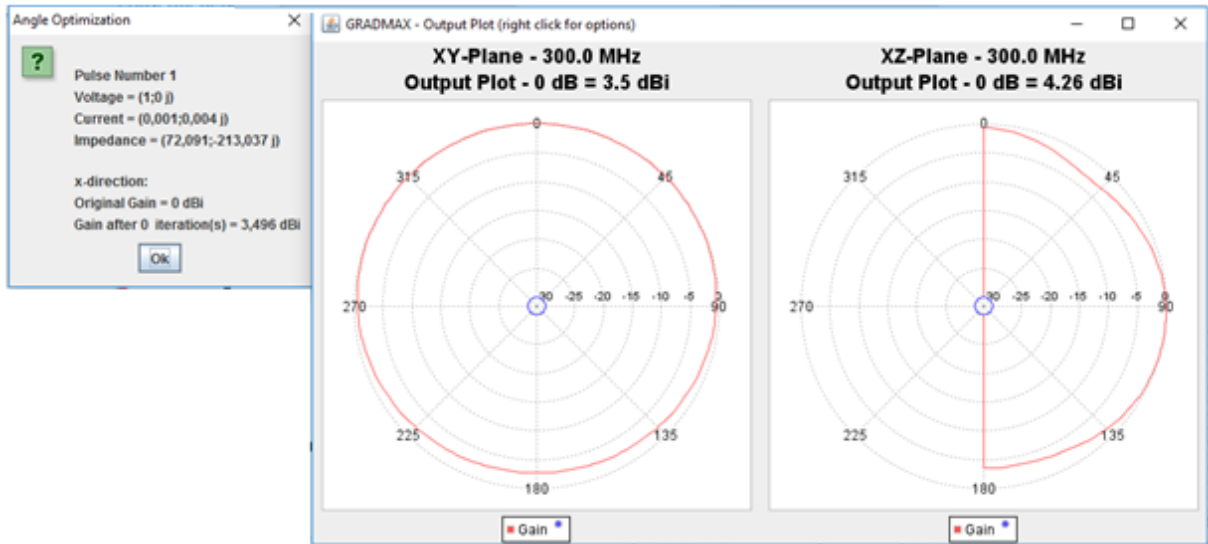 Angle Optimization
?
Pulse Number 1
Voltage = (1;0 j)
Current = (0,001;0,004 j)
Impedance = (72,091;-213,037 j)
x-direction:
Original Gain = 0 dBi
Gain after 0 iteration(s) = 3,496 dBi
Ok
GRADMAX - Output Plot (right click for options)
XY-Plane - 300.0 MHz
Output Plot - 0 dB = 3.5 dBi
0
315
45
-30 -25 -20 -15 -10 -5 0
270
90
225
135
180
Gain
XZ-Plane - 300.0 MHz
Output Plot - 0 dB = 4.26 dBi
0
315
45
-30 -25 -20 -15 -10 -5 0
270
90
225
135
180
Gain